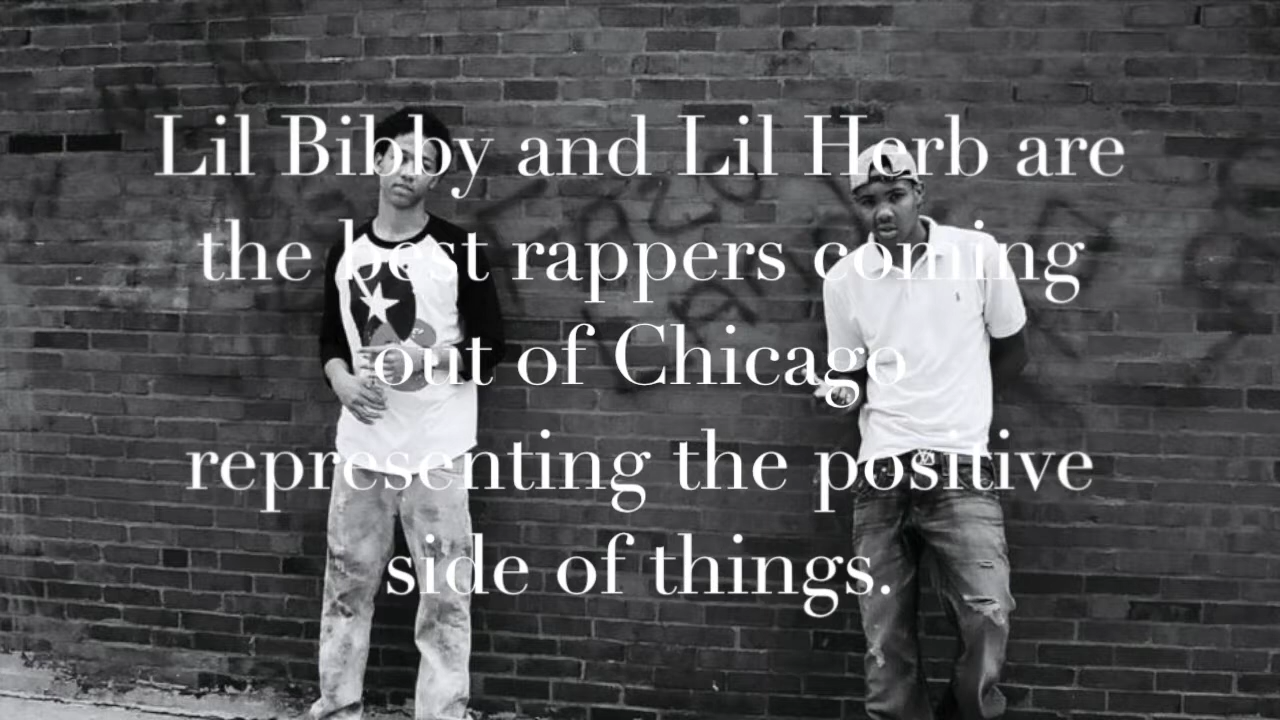 Lil Bibby and Lil Herb are
the best rappers coming
out of Chicago
representing the positive
side of things.